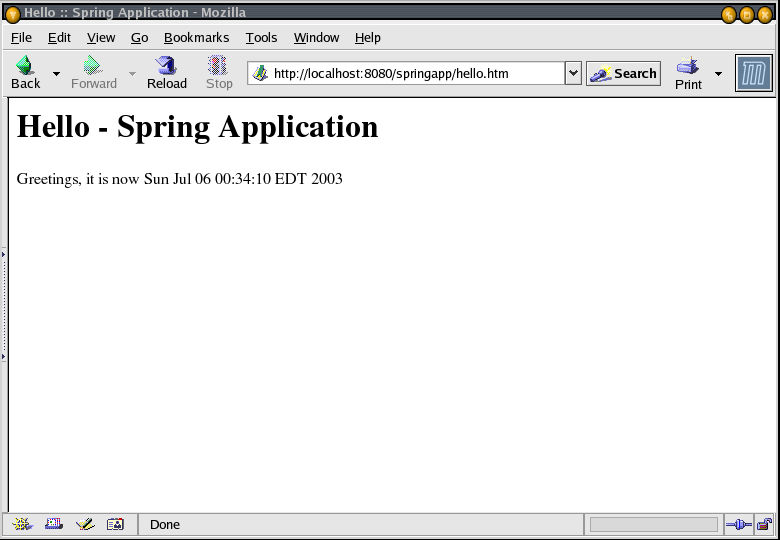 Hello :: Spring Application - Mozilla
File Edit View Go Bookmarks Tools Window Help
Back Forward Reload Stop http://localhost:8080/springapp/hello.htm Search Print m
Hello - Spring Application
Greetings, it is now Sun Jul 06 00:34:10 EDT 2003
Done